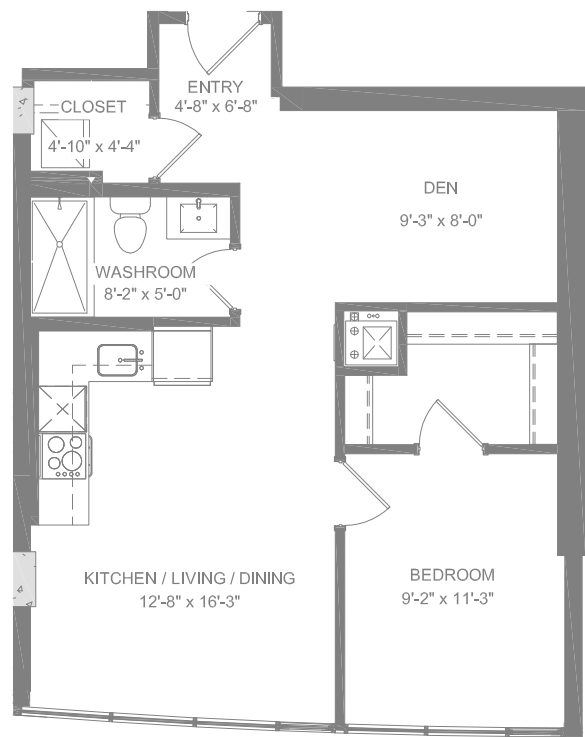 ENTRY
4'-8" x 6'-8"
CLOSET
4'-10" x 4'-4"
DEN
9'-3" x 8'-0"
WASHROOM
8'-2" x 5'-0"
KITCHEN / LIVING / DINING
12'-8" x 16'-3"
BEDROOM
9'-2" x 11'-3"